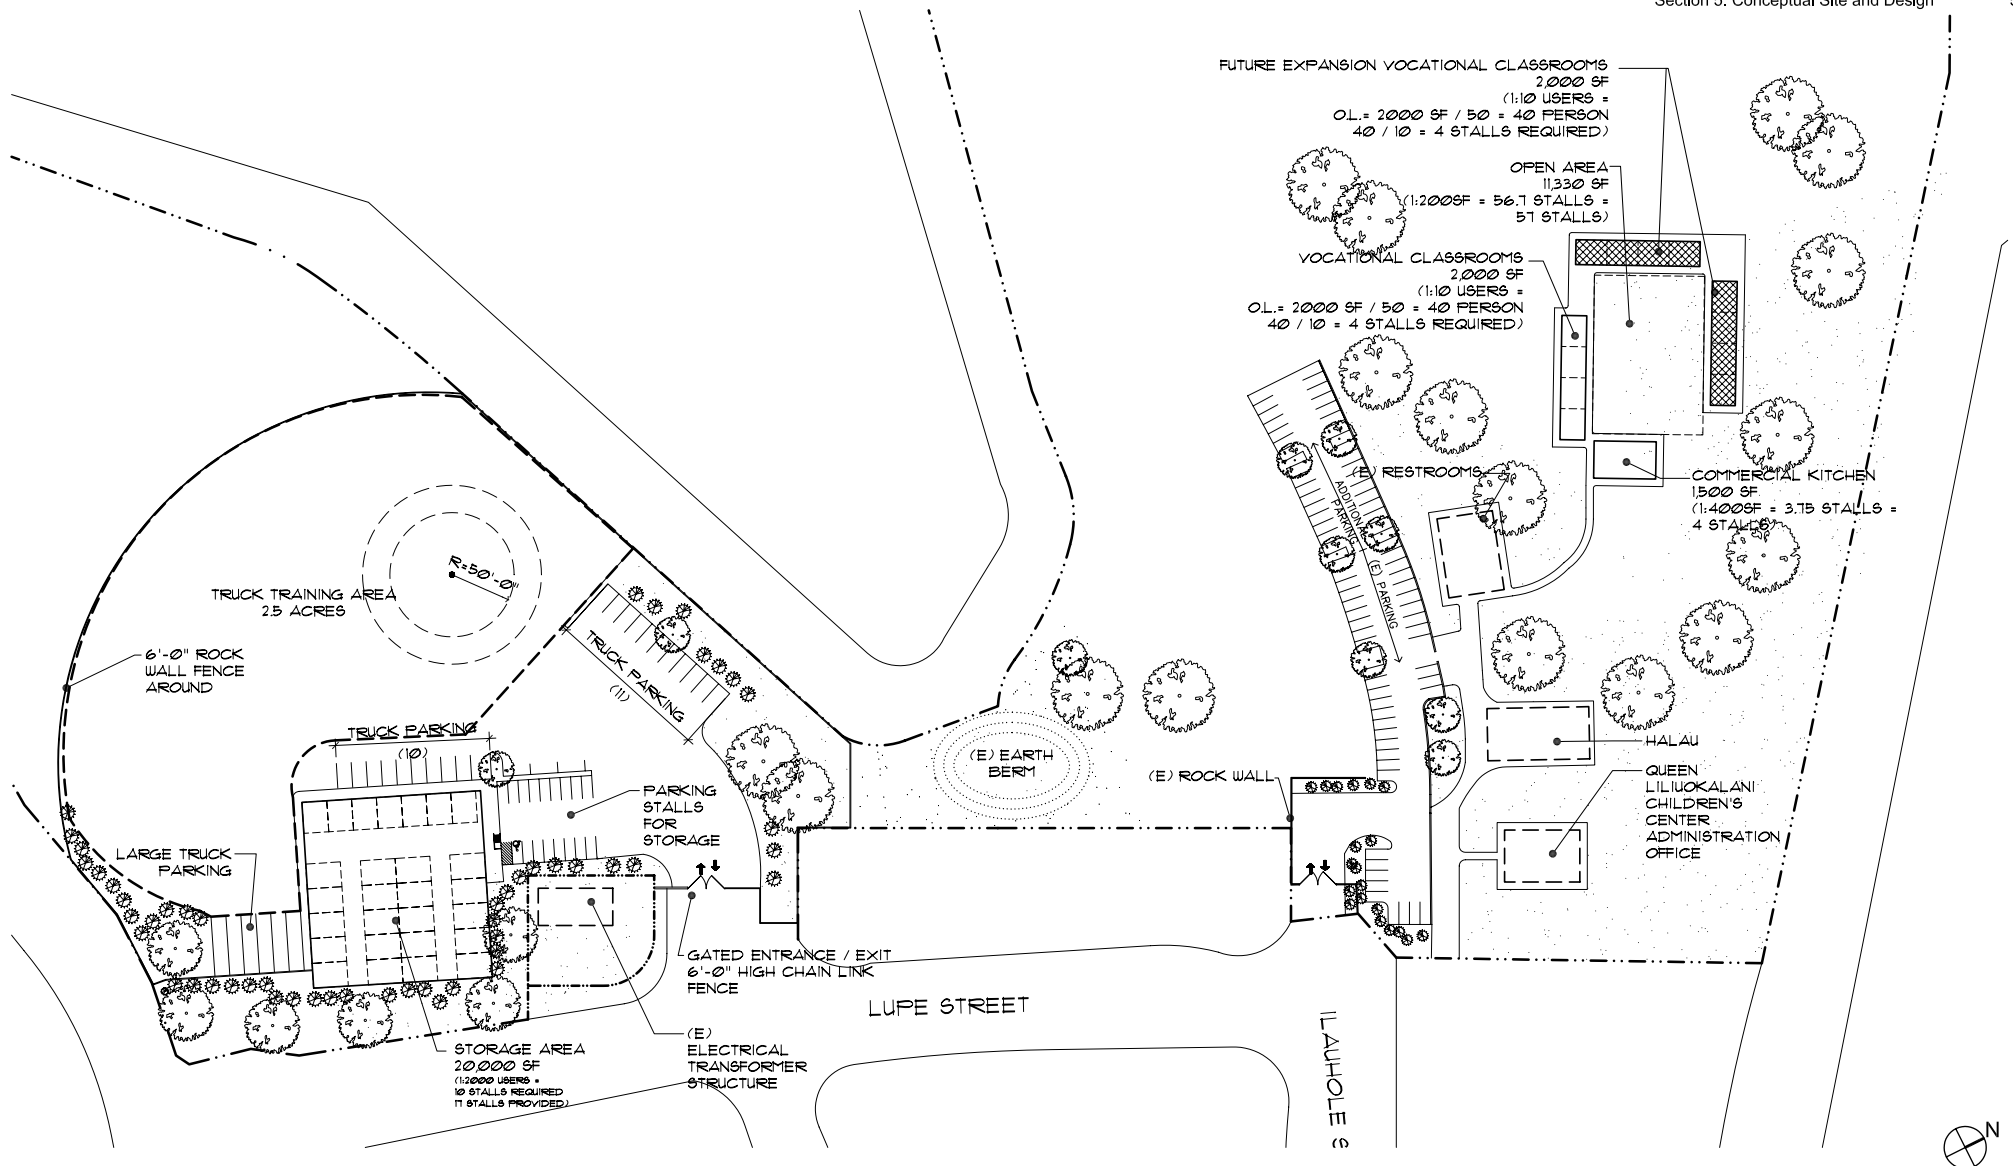 Section 5: Conceptual Site and Design
FUTURE EXPANSION VOCATIONAL CLASSROOMS
2,000 SF
(1:10 USERS =
O.L.= 2000 SF / 50 = 40 PERSON
40 / 10 = 4 STALLS REQUIRED)
OPEN AREA
11,330 SF
(1:200SF = 56.7 STALLS =
57 STALLS)
VOCATIONAL CLASSROOMS
2,000 SF
(1:10 USERS =
O.L.= 2000 SF / 50 = 40 PERSON
40 / 10 = 4 STALLS REQUIRED)
(E) RESTROOMS
ADDITIONAL
PARKING
(E) PARKING
COMMERCIAL KITCHEN
1,500 SF
(1:400SF = 3.75 STALLS =
4 STALLS)
R=50'-0"
TRUCK TRAINING AREA
2.5 ACRES
6'-0" ROCK
WALL FENCE
AROUND
TRUCK PARKING
(11)
TRUCK PARKING
(10)
(E) EARTH
BERM
(E) ROCK WALL
HALAU
QUEEN
LILIUOKALANI
CHILDREN'S
CENTER
ADMINISTRATION
OFFICE
PARKING
STALLS
FOR
STORAGE
LARGE TRUCK
PARKING
GATED ENTRANCE / EXIT
6'-0" HIGH CHAIN LINK
FENCE
LUPE STREET
ILAUHOLE S
(E)
ELECTRICAL
TRANSFORMER
STRUCTURE
STORAGE AREA
20,000 SF
(1:2000 USERS =
10 STALLS REQUIRED
17 STALLS PROVIDED)
N